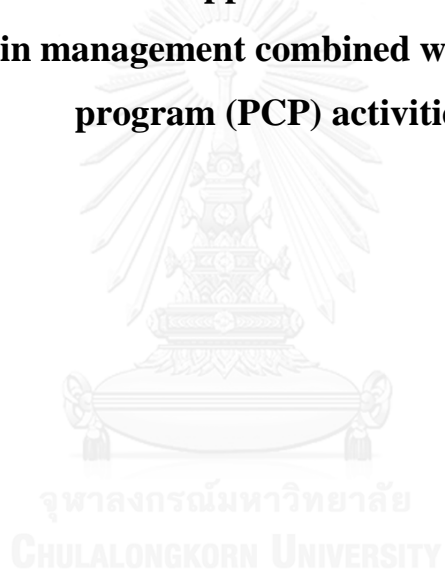 in management combined w
program (PCP) activiti
จุฬาลงกรณ์มหาวิทยาลัย
CHULALONGKORN UNIVERSITY